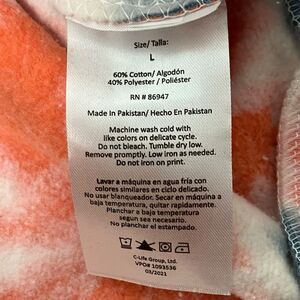 Size/ Talla:
L
60% Cotton/ Algodón
40% Polyester / Poliéster
RN # 86947
Made In Pakistan/ Hecho En Pakistan
Machine wash cold with
like colors on delicate cycle.
Do not bleach. Tumble dry low.
Remove promptly. Low iron as needed.
Do not iron on print.
Lavar a máquina en agua fría con
colores similares en ciclo delicado.
No usar blanqueador. Secar en máquina a
baja temperatura, quitar rapidamente.
Planchar a baja temperatura
segun sea necesario.
No planchar el estampado.
C-Life Group, Ltd.
VPO# 1093536
03/2021